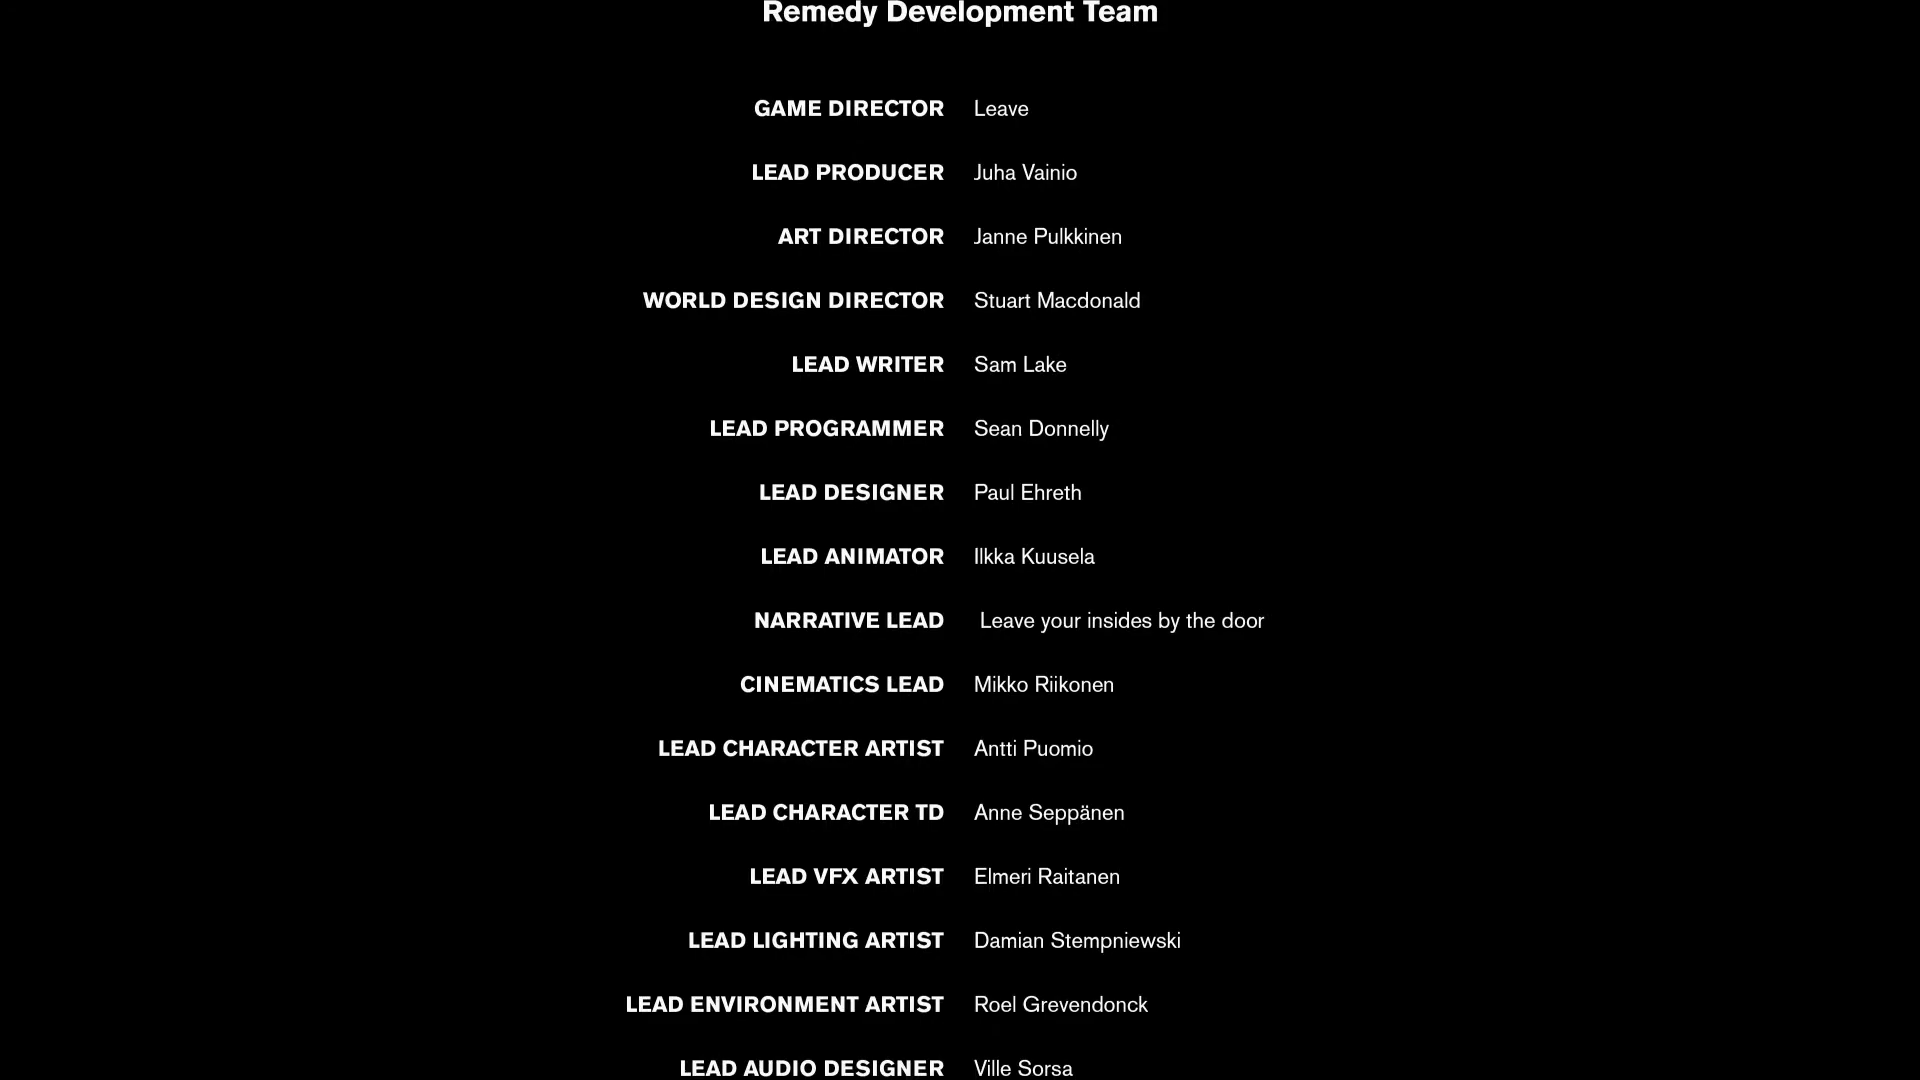 Remedy Development Team
GAME DIRECTOR Leave
LEAD PRODUCER Juha Vainio
ART DIRECTOR Janne Pulkkinen
WORLD DESIGN DIRECTOR Stuart Macdonald
LEAD WRITER Sam Lake
LEAD PROGRAMMER Sean Donnelly
LEAD DESIGNER Paul Ehreth
LEAD ANIMATOR Ilkka Kuusela
NARRATIVE LEAD Leave your insides by the door
CINEMATICS LEAD Mikko Riikonen
LEAD CHARACTER ARTIST Antti Puomio
LEAD CHARACTER TD Anne Seppänen
LEAD VFX ARTIST Elmeri Raitanen
LEAD LIGHTING ARTIST Damian Stempniewski
LEAD ENVIRONMENT ARTIST Roel Grevendonck
LEAD AUDIO DESIGNER Ville Sorsa